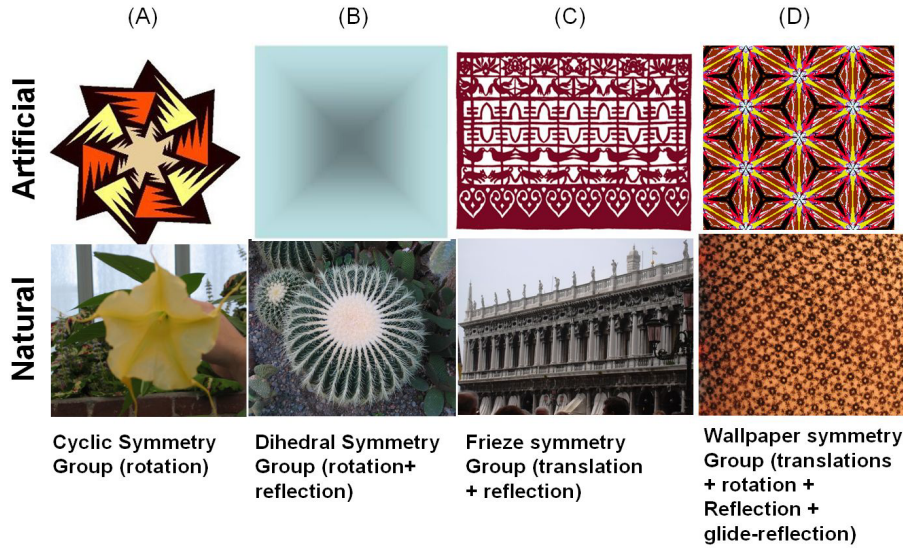 (A)
(B)
(C)
(D)
Artificial
Natural
Cyclic Symmetry
Group (rotation)
Dihedral Symmetry
Group (rotation+
reflection)
Frieze symmetry
Group (translation
+ reflection)
Wallpaper symmetry
Group (translations
+ rotation +
Reflection +
glide-reflection)